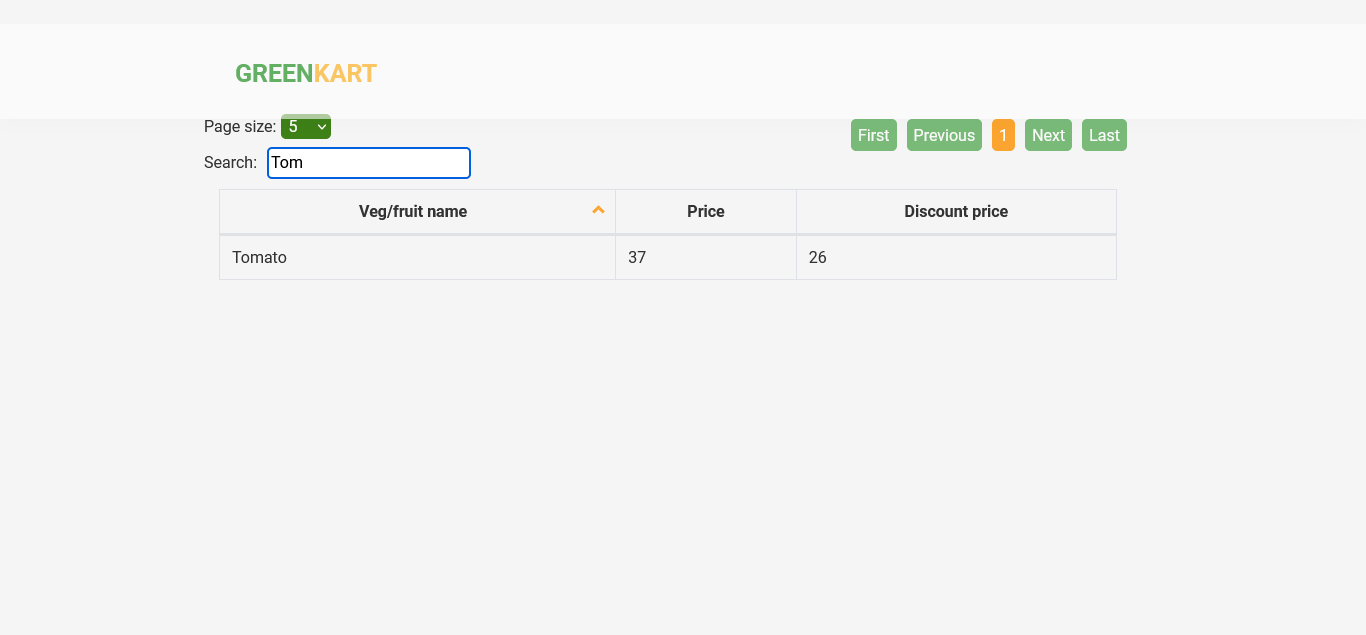 GREENKART
Page size: 5
First Previous 1 Next Last
Search: Tom
Veg/fruit name Price Discount price
Tomato 37 26